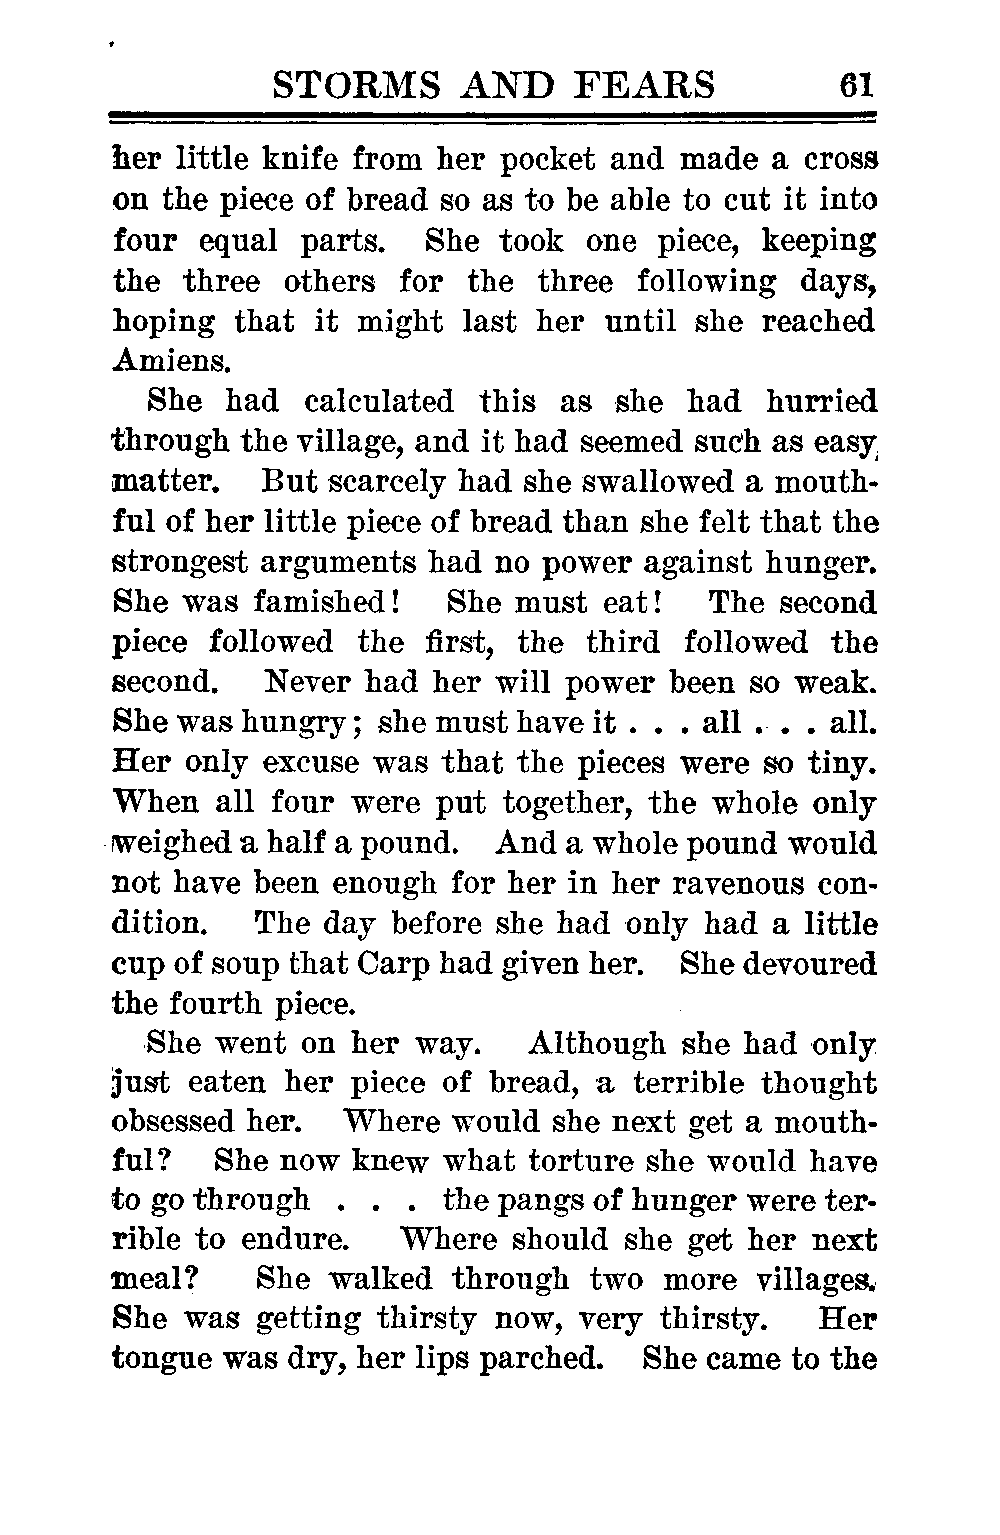 STORMS AND FEARS 61
her little knife from her pocket and made a cross
on the piece of bread so as to be able to cut it into
four equal parts. She took one piece, keeping
the three others for the three following days,
hoping that it might last her until she reached
Amiens.
She had calculated this as she had hurried
through the village, and it had seemed such as easy
matter. But scarcely had she swallowed a mouth-
ful of her little piece of bread than she felt that the
strongest arguments had no power against hunger.
She was famished! She must eat! The second
piece followed the first, the third followed the
second. Never had her will power been so weak.
She was hungry; she must have it . . . all . . . all.
Her only excuse was that the pieces were so tiny.
When all four were put together, the whole only
weighed a half a pound. And a whole pound would
not have been enough for her in her ravenous con-
dition. The day before she had only had a little
cup of soup that Carp had given her. She devoured
the fourth piece.
She went on her way. Although she had only
just eaten her piece of bread, a terrible thought
obsessed her. Where would she next get a mouth-
ful? She now knew what torture she would have
to go through . . . the pangs of hunger were ter-
rible to endure. Where should she get her next
meal? She walked through two more villages.
She was getting thirsty now, very thirsty. Her
tongue was dry, her lips parched. She came to the